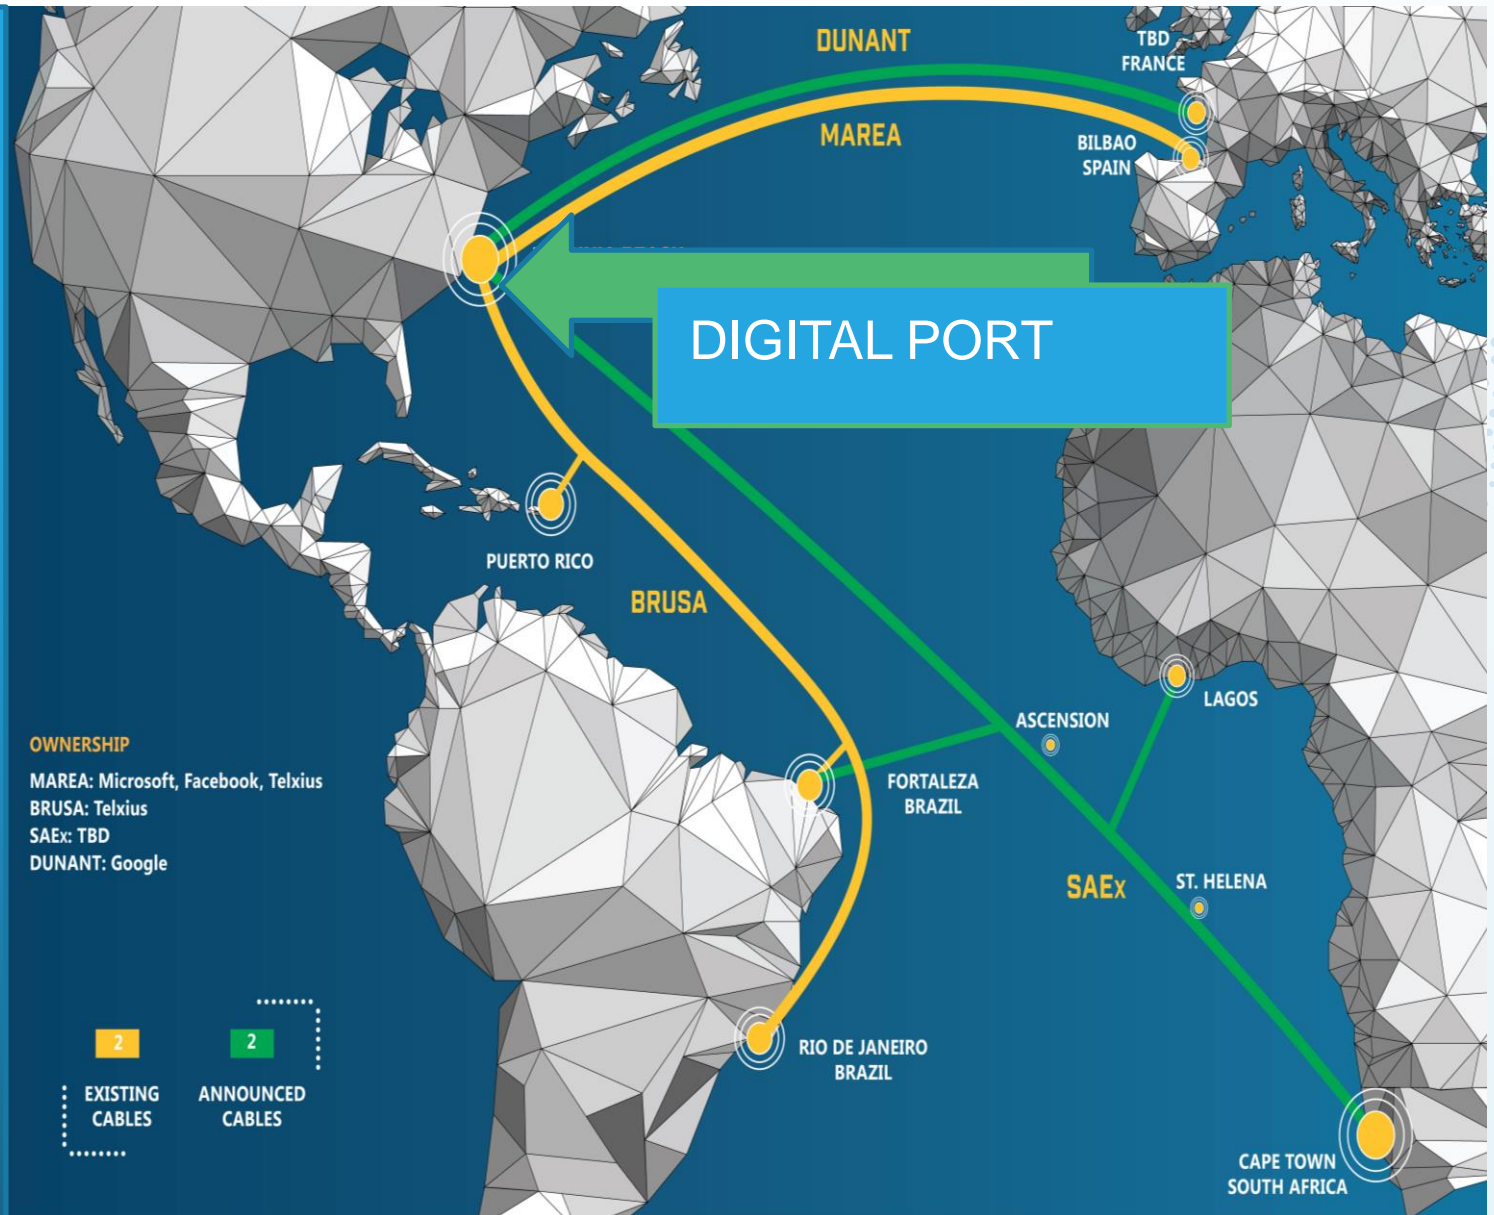 DUNANT
TBD
FRANCE
MAREA
BILBAO
SPAIN
DIGITAL PORT
PUERTO RICO
BRUSA
LAGOS
ASCENSION
OWNERSHIP
MAREA: Microsoft, Facebook, Telxius
BRUSA: Telxius
SAEx: TBD
DUNANT: Google
FORTALEZA
BRAZIL
SAEx
ST. HELENA
2
2
EXISTING
CABLES
ANNOUNCED
CABLES
RIO DE JANEIRO
BRAZIL
CAPE TOWN
SOUTH AFRICA